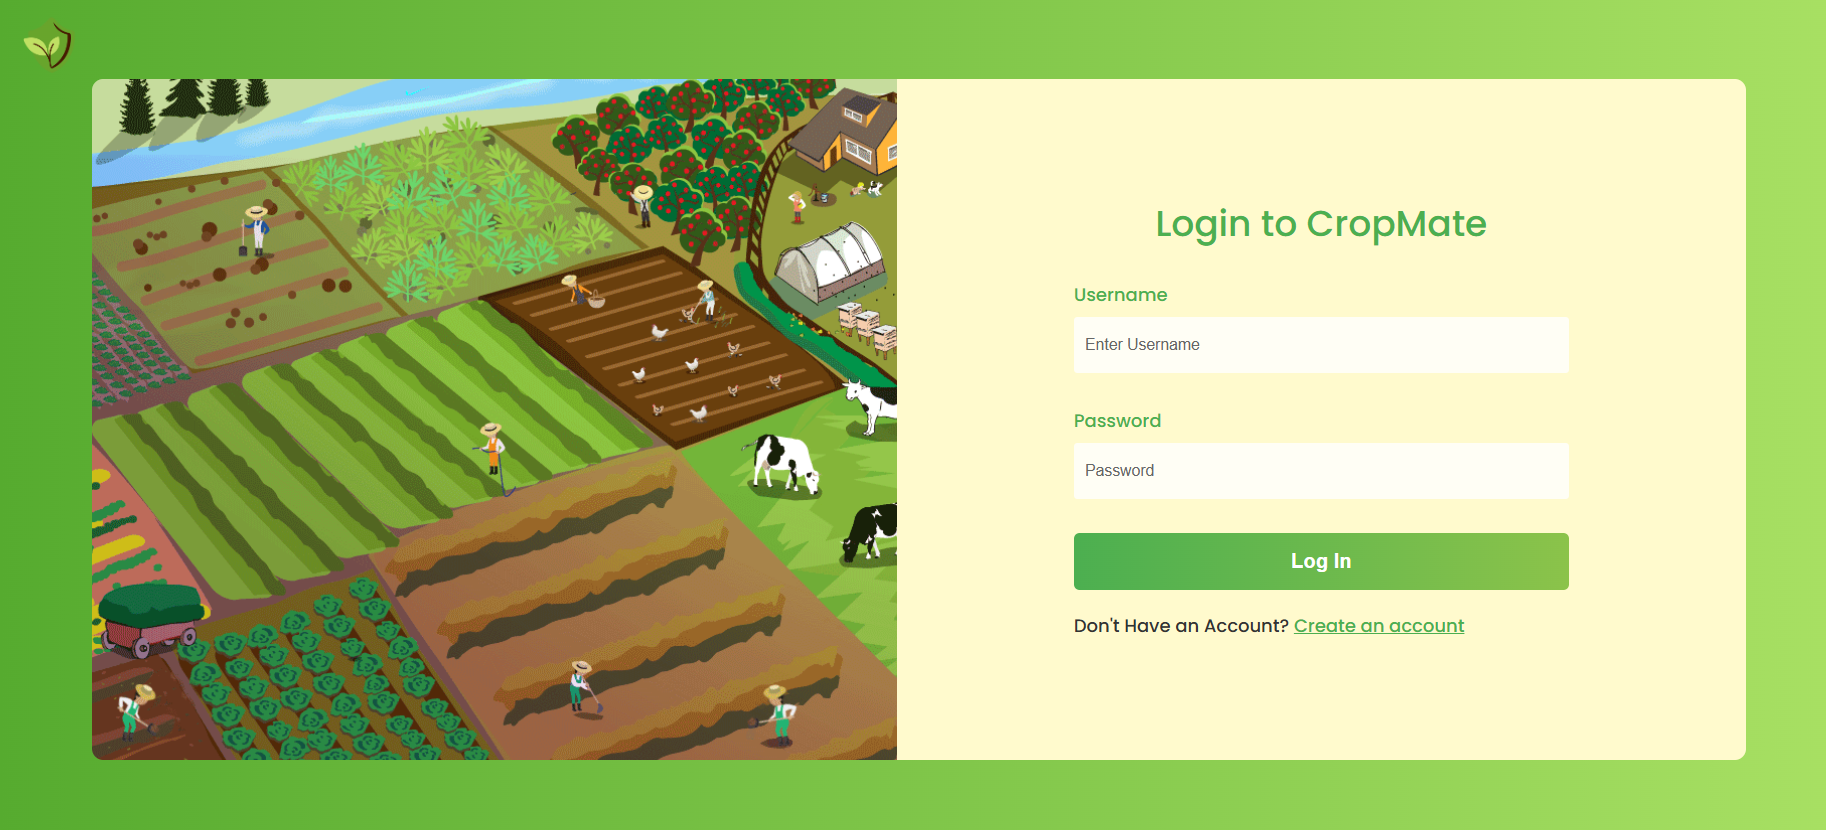 Login to CropMate
Username
Enter Username
Password
Password
Log In
Don't Have an Account? Create an account